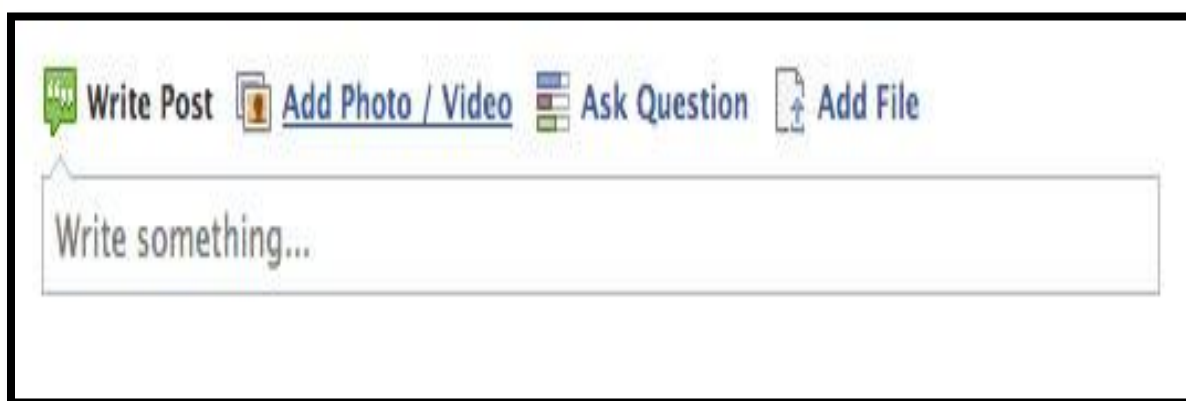 Write Post Add Photo / Video Ask Question Add File
Write something...